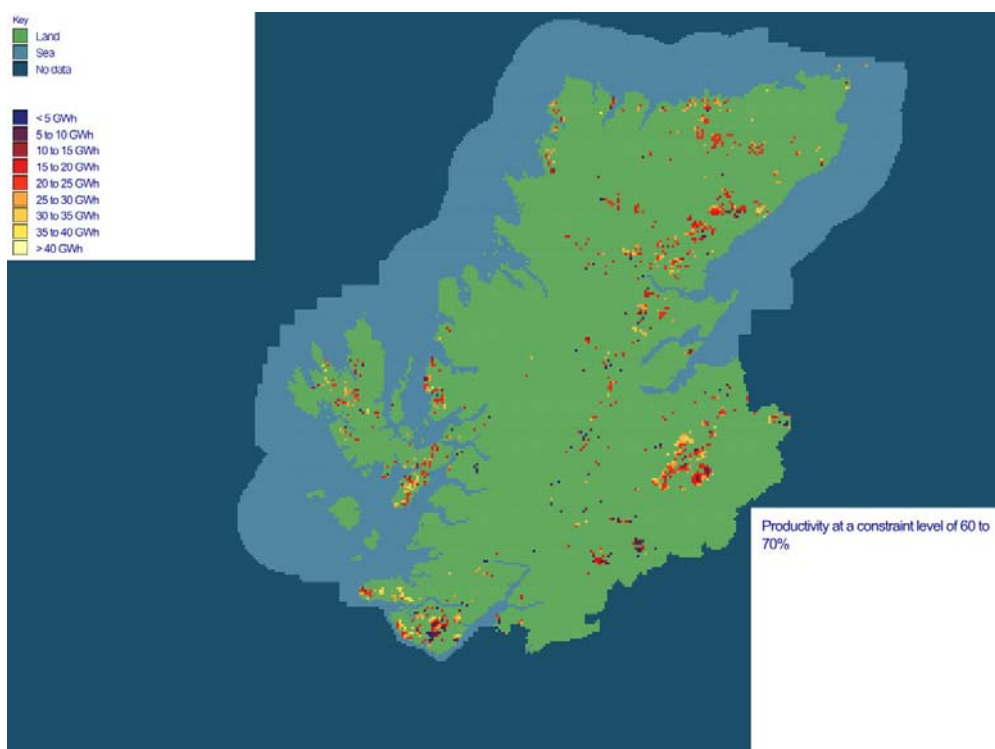 Key
Land
Sea
No data
< 5 GWh
5 to 10 GWh
10 to 15 GWh
15 to 20 GWh
20 to 25 GWh
25 to 30 GWh
30 to 35 GWh
35 to 40 GWh
> 40 GWh
Productivity at a constraint level of 60 to
70%